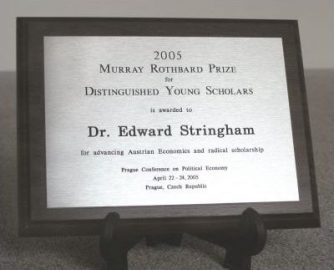 2005
Murray Rothbard Prize
for
Distinguished Young Scholars
is awarded to
Dr. Edward Stringham
for advancing Austrian Economics and radical scholarship
Prague Conference on Political Economy
April 22 - 24, 2005
Prague, Czech Republic